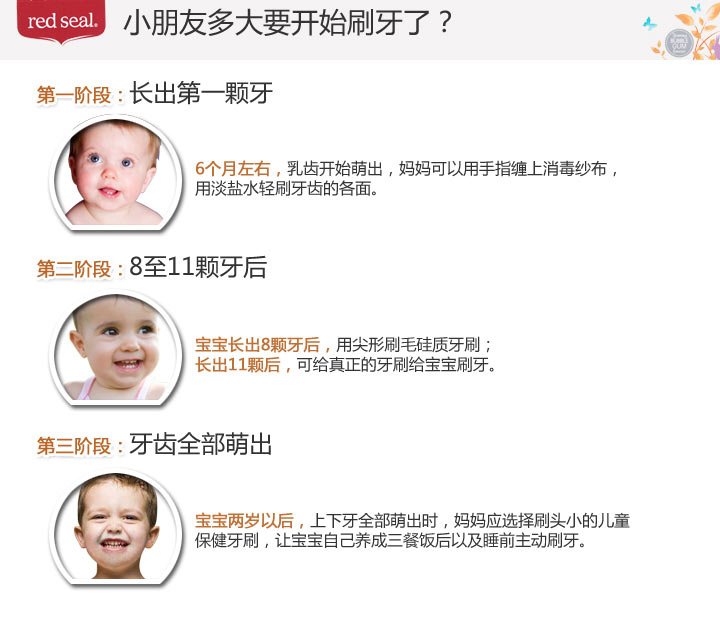 red seal®
小朋友多大要开始刷牙了？
第一阶段：长出第一颗牙
6个月左右，乳齿开始萌出，妈妈可以用手指缠上消毒纱布，
用淡盐水轻刷牙齿的各面。
第二阶段：8至11颗牙后
宝宝长出8颗牙后，用尖形刷毛硅质牙刷；
长出11颗后，可给真正的牙刷给宝宝刷牙。
第三阶段：牙齿全部萌出
宝宝两岁以后，上下牙全部萌出时，妈妈应选择刷头小的儿童
保健牙刷，让宝宝自己养成三餐饭后以及睡前主动刷牙。